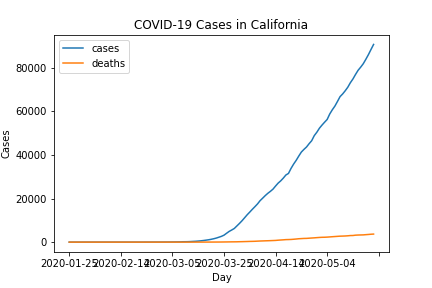 COVID-19 Cases in California
cases
deaths
80000
60000
40000
20000
0
Cases
2020-01-25 2020-02-14 2020-03-05 2020-03-25 2020-04-14 2020-05-04
Day